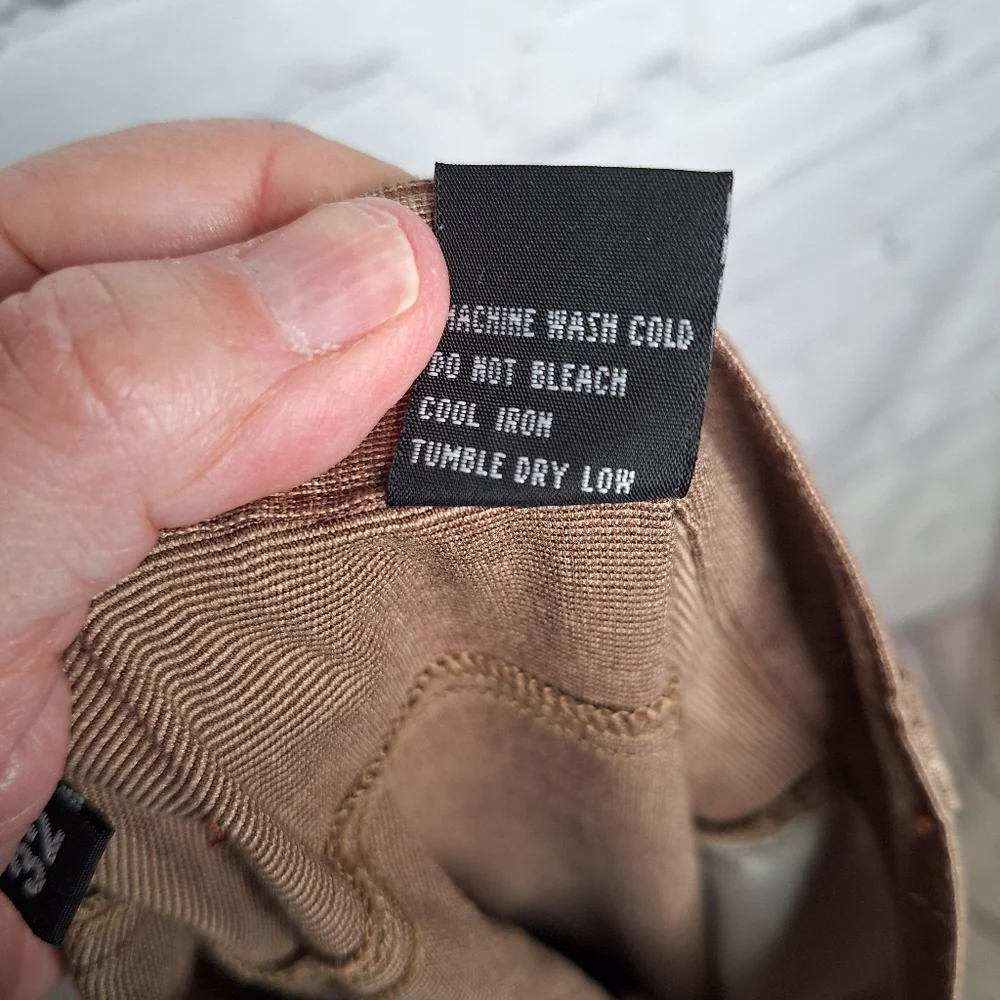 MACHINE WASH COLD
DO NOT BLEACH
COOL IRON
TUMBLE DRY LOW